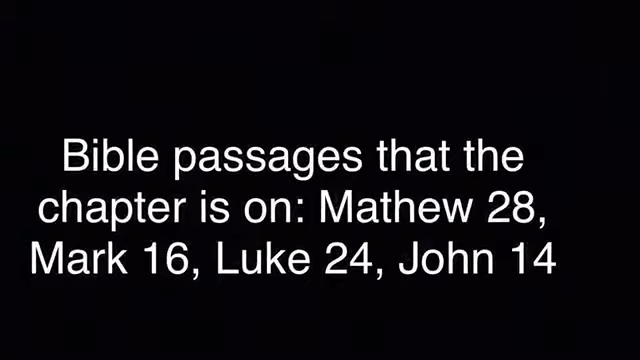 Bible passages that the
chapter is on: Mathew 28,
Mark 16, Luke 24, John 14